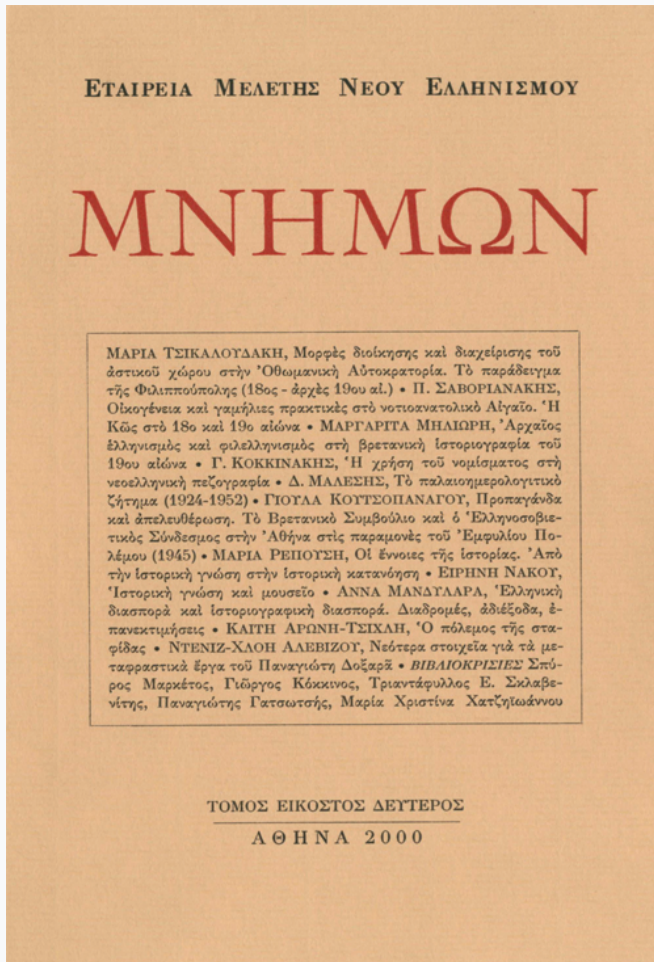 ΕΤΑΙΡΕΙΑ ΜΕΛΕΤΗΣ ΝΕΟΥ ΕΛΛΗΝΙΣΜΟΥ
ΜΝΗΜΩΝ
ΜΑΡΙΑ ΤΣΙΚΑΛΟΥΔΑΚΗ, Μορφὲς διοίκησης καὶ διαχείρισης τοῦ
ἀστικοῦ χώρου στὴν Ὀθωμανικὴ Αὐτοκρατορία. Τὸ παράδειγμα
τῆς Φιλιππούπολης (18ος - ἀρχὲς 19ου αἰ.) • Π. ΣΑΒΟΡΙΑΝΑΚΗΣ,
Οἰκογένεια καὶ γαμήλιες πρακτικὲς στὸ νοτιοανατολικὸ Αἰγαῖο. Ἡ
Κῶς στὸ 18ο καὶ 19ο αἰώνα • ΜΑΡΓΑΡΙΤΑ ΜΗΛΙΩΡΗ, Ἀρχαῖος
ἑλληνισμὸς καὶ φιλελληνισμὸς στὴ βρετανικὴ ἱστοριογραφία τοῦ
19ου αἰώνα • Γ. ΚΟΚΚΙΝΑΚΗΣ, Ἡ χρήση τοῦ νομίσματος στὴ
νεοελληνικὴ πεζογραφία • Δ. ΜΑΛΕΣΗΣ, Τὸ παλαιοημερολογιτικὸ
ζήτημα (1924-1952) • ΓΙΟΥΛΑ ΚΟΥΤΣΟΠΑΝΑΓΟΥ, Προπαγάνδα
καὶ ἀπελευθέρωση. Τὸ Βρετανικὸ Συμβούλιο καὶ ὁ Ἑλληνοσοβιε-
τικὸς Σύνδεσμος στὴν Ἀθήνα στὶς παραμονὲς τοῦ Ἐμφυλίου Πο-
λέμου (1945) • ΜΑΡΙΑ ΡΕΠΟΥΣΗ, Οἱ ἔννοιες τῆς ἱστορίας. Ἀπὸ
τὴν ἱστορικὴ γνώση στὴν ἱστορικὴ κατανόηση • ΕΙΡΗΝΗ ΝΑΚΟΥ,
Ἱστορικὴ γνώση καὶ μουσεῖο • ΑΝΝΑ ΜΑΝΔΥΛΑΡΑ, Ἑλληνικὴ
διασπορὰ καὶ ἱστοριογραφικὴ διασπορά. Διαδρομές, ἀδιέξοδα, ἐ-
πανεκτιμήσεις • ΚΑΙΤΗ ΑΡΩΝΗ-ΤΣΙΧΛΗ, Ὁ πόλεμος τῆς στα-
φίδας • ΝΤΕΝΙΖ-ΧΛΟΗ ΑΛΕΒΙΖΟΥ, Νεότερα στοιχεῖα γιὰ τὰ με-
ταφραστικὰ ἔργα τοῦ Παναγιώτη Δοξαρᾶ • ΒΙΒΛΙΟΚΡΙΣΙΕΣ Σπύ-
ρος Μαρκέτος, Γιῶργος Κόκκινος, Τριαντάφυλλος Ε. Σκλαβε-
νίτης, Παναγιώτης Γατσωτσής, Μαρία Χριστίνα Χατζηϊωάννου
ΤΟΜΟΣ ΕΙΚΟΣΤΟΣ ΔΕΥΤΕΡΟΣ
ΑΘΗΝΑ 2000